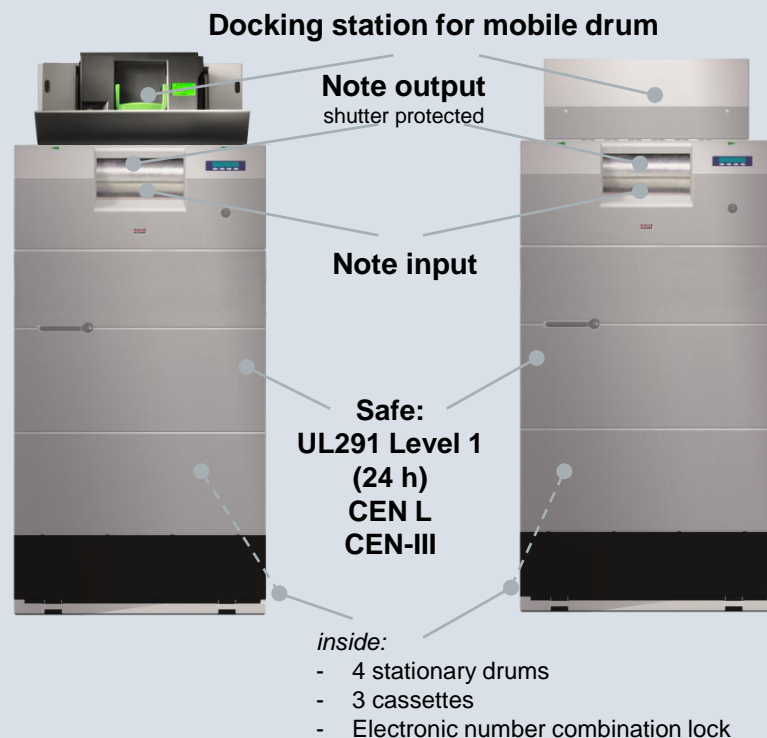 Docking station for mobile drum
Note output
shutter protected
Note input
Safe:
UL291 Level 1
(24 h)
CEN L
CEN-III
inside:
- 4 stationary drums
- 3 cassettes
- Electronic number combination lock